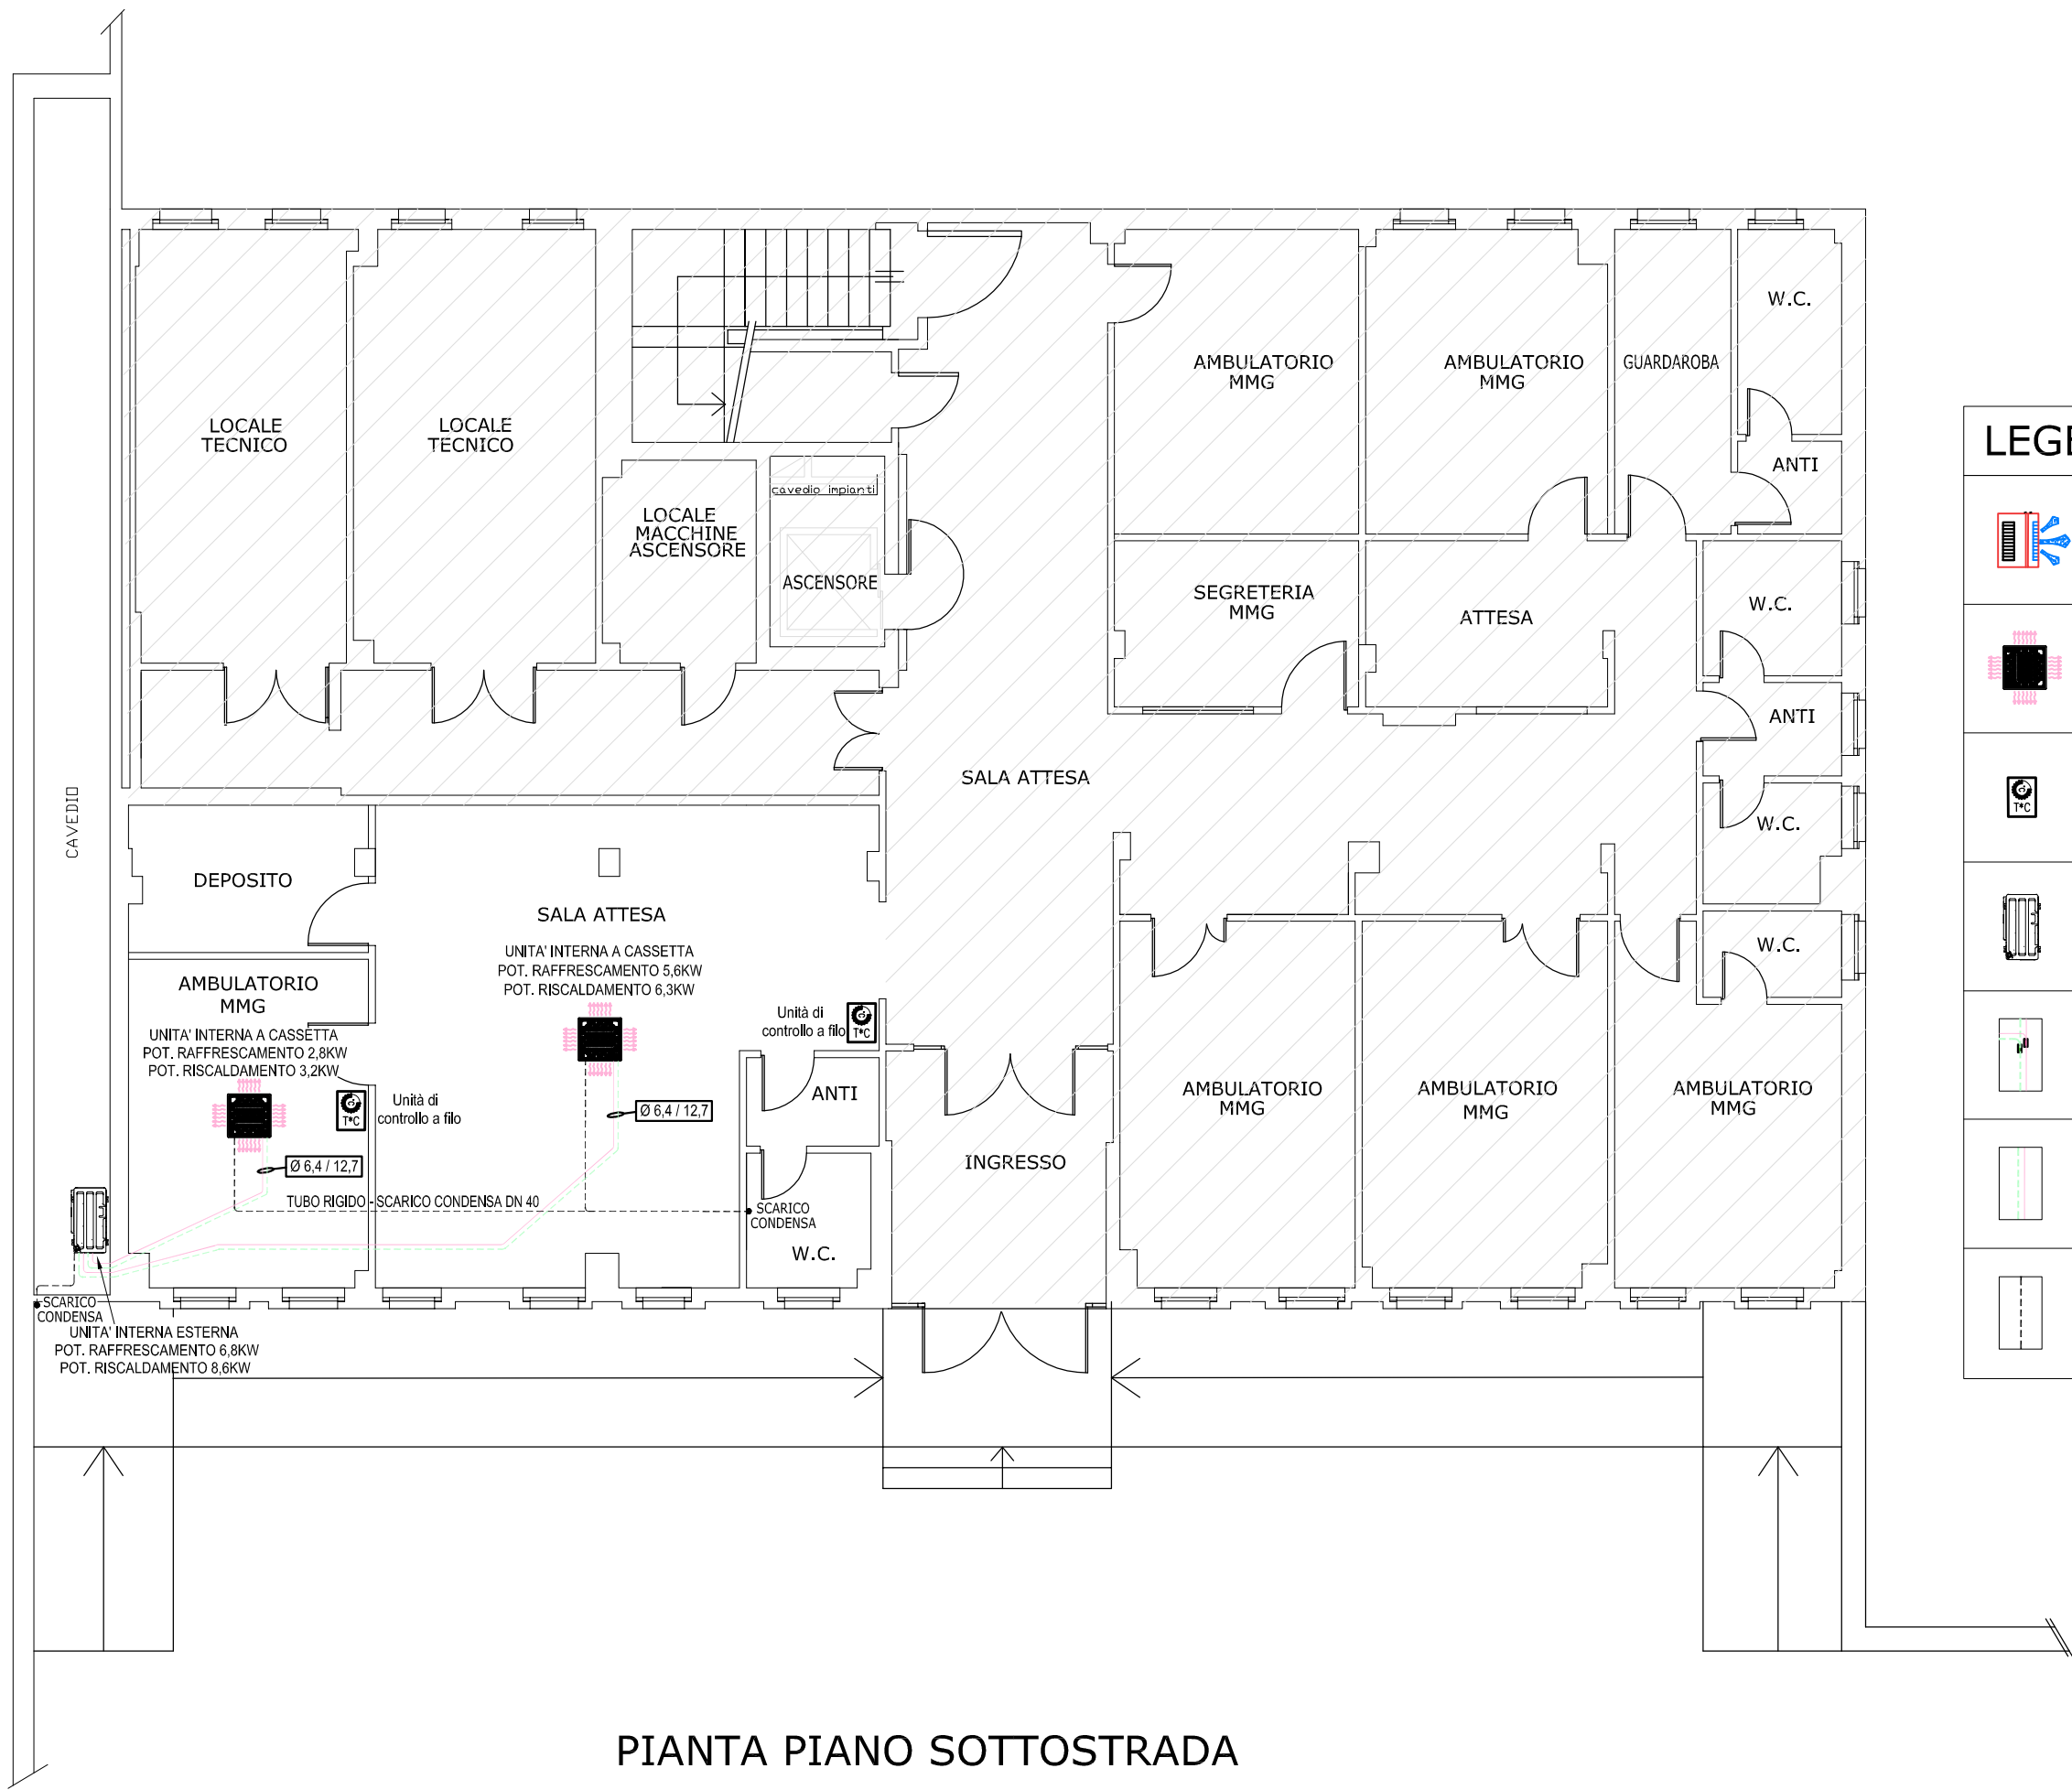 W.C.
AMBULATORIO
MMG
AMBULATORIO
MMG
GUARDAROBA
LOCALE
TECNICO
LOCALE
TECNICO
LEGE
ANTI
cavedio impianti
LOCALE
MACCHINE
ASCENSORE
ASCENSORE
SEGRETERIA
MMG
ATTESA
W.C.
ANTI
SALA ATTESA
T°C
CAVEDIO
W.C.
DEPOSITO
SALA ATTESA
UNITA' INTERNA A CASSETTA
POT. RAFFRESCAMENTO 5,6KW
POT. RISCALDAMENTO 6,3KW
W.C.
AMBULATORIO
MMG
UNITA' INTERNA A CASSETTA
POT. RAFFRESCAMENTO 2,8KW
POT. RISCALDAMENTO 3,2KW
Unità di
controllo a filo
T°C
Unità di
controllo a filo
T°C
Ø 6,4 / 12,7
ANTI
AMBULATORIO
MMG
AMBULATORIO
MMG
AMBULATORIO
MMG
Ø 6,4 / 12,7
INGRESSO
TUBO RIGIDO - SCARICO CONDENSA DN 40
SCARICO
CONDENSA
W.C.
SCARICO
CONDENSA
UNITA' INTERNA ESTERNA
POT. RAFFRESCAMENTO 6,8KW
POT. RISCALDAMENTO 8,6KW
PIANTA PIANO SOTTOSTRADA